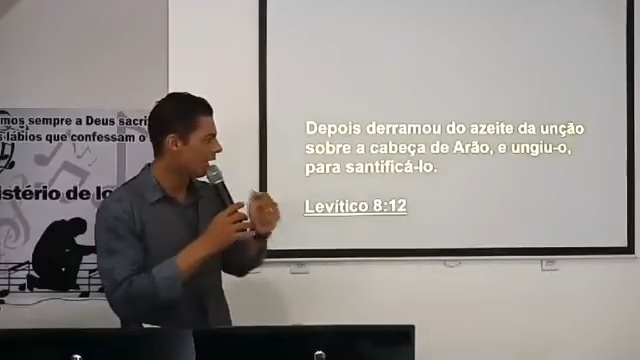 mos sempre a Deus sacri
s lábios que confessam o
stério de lo
Depois derramou do azeite da unção
sobre a cabeça de Arão, e ungiu-o,
para santificá-lo.
Levítico 8:12